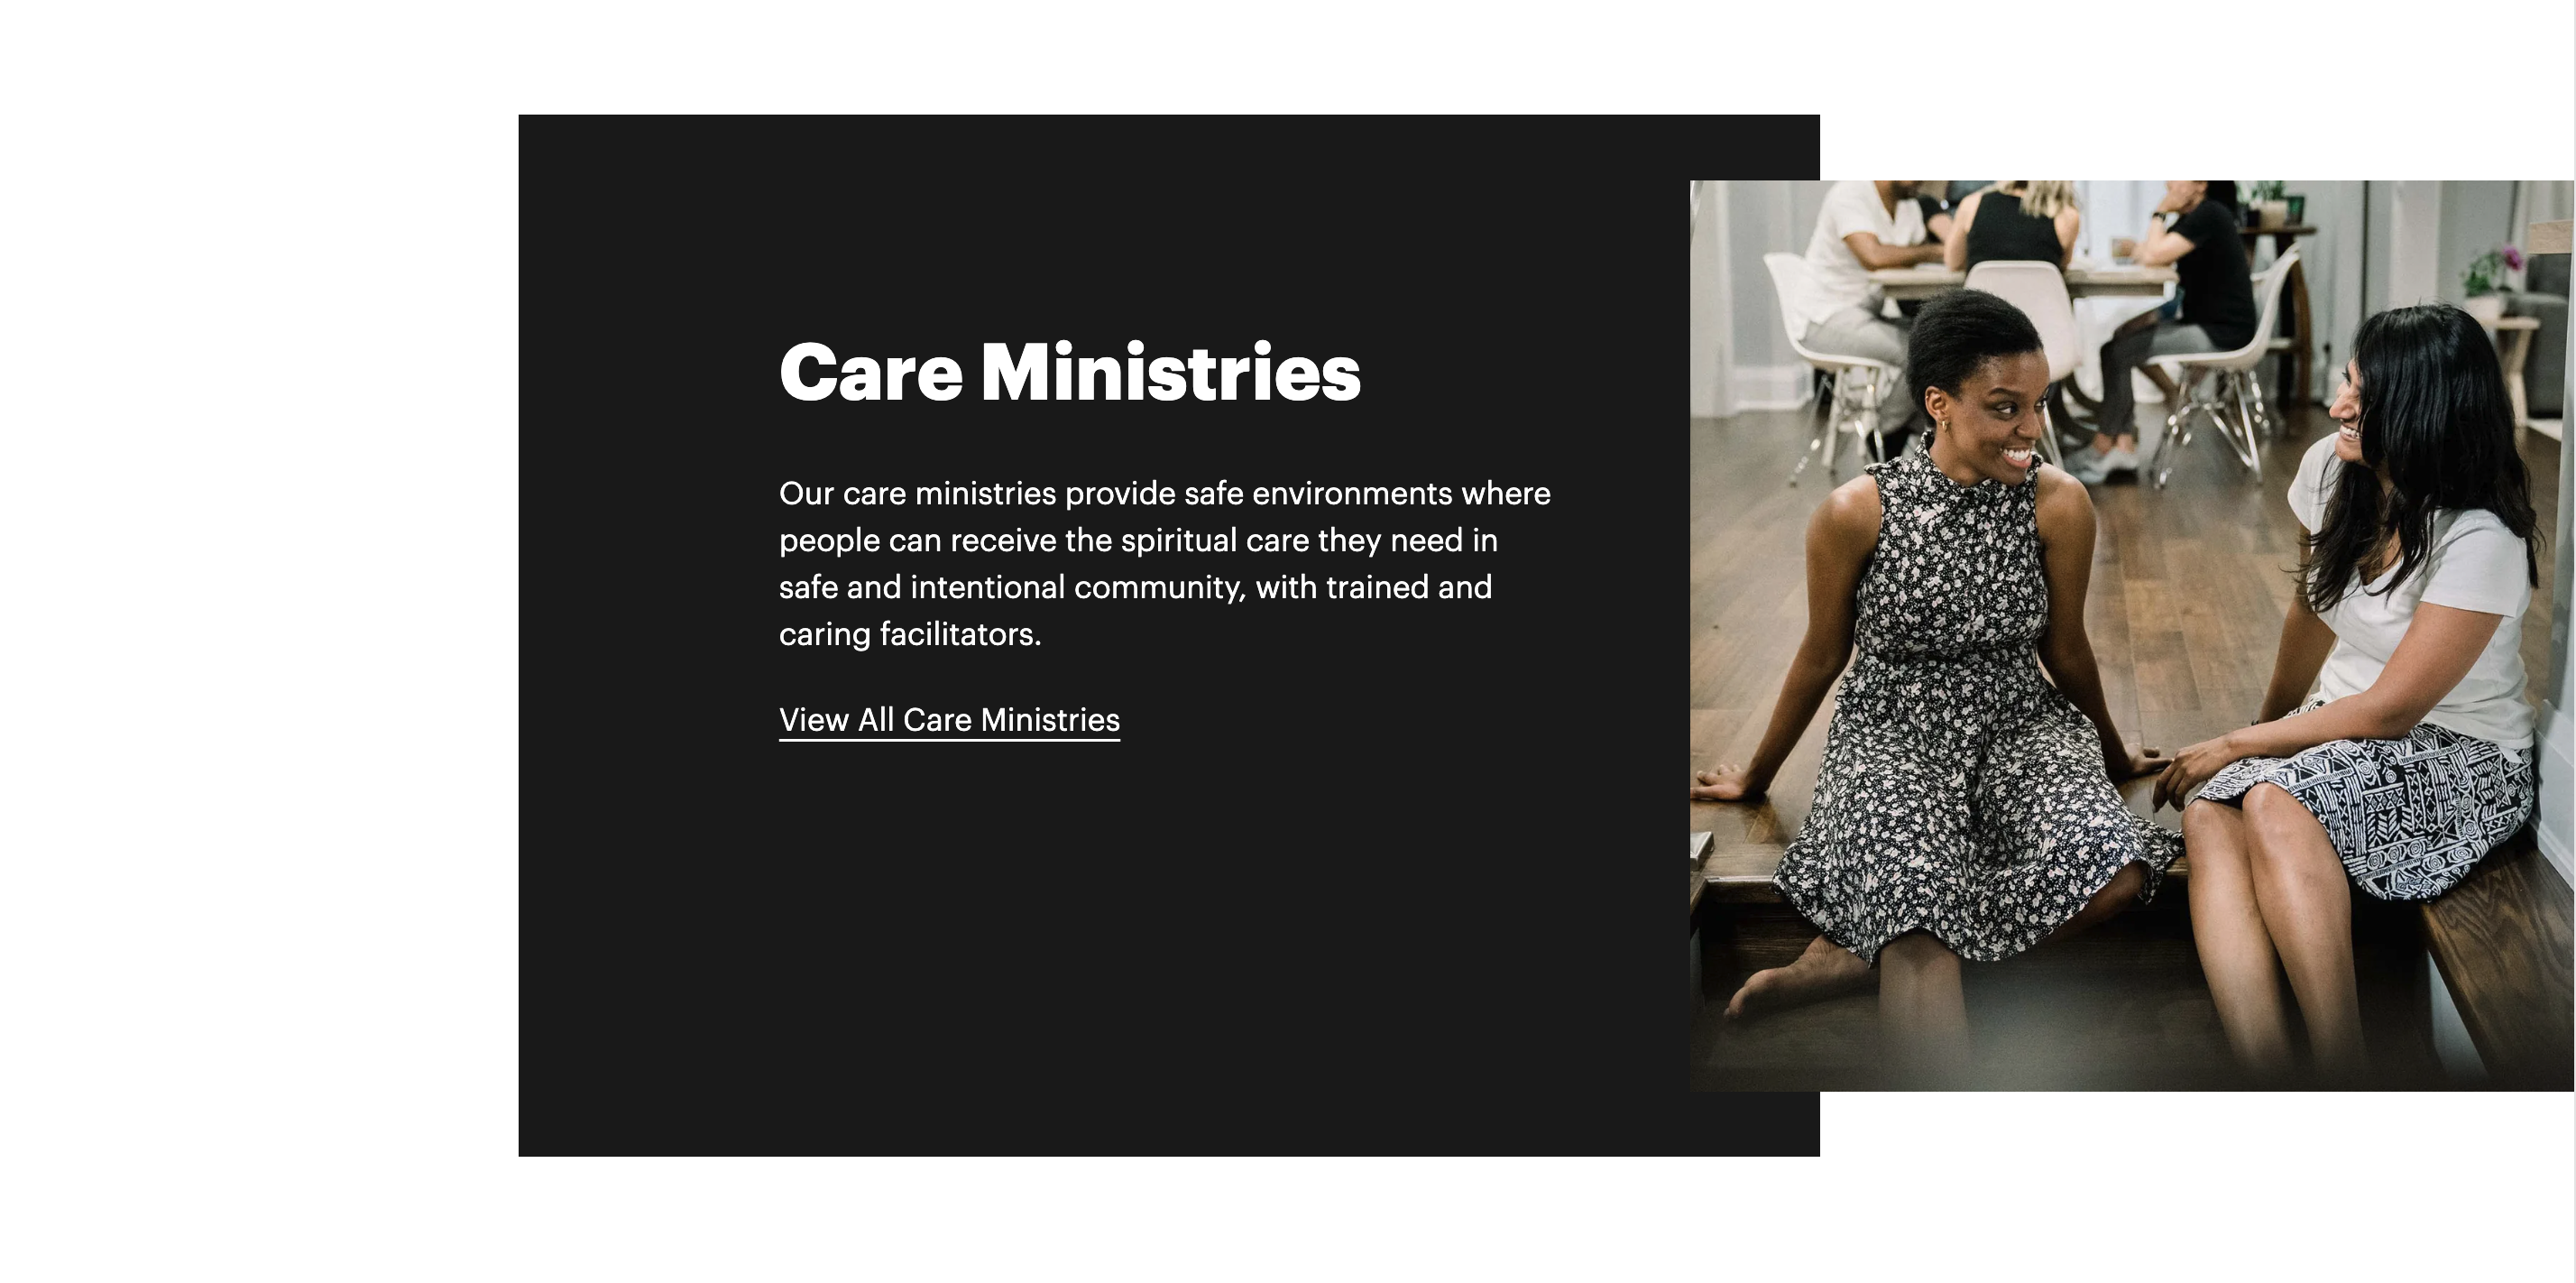 Care Ministries
Our care ministries provide safe environments where
people can receive the spiritual care they need in
safe and intentional community, with trained and
caring facilitators.
View All Care Ministries